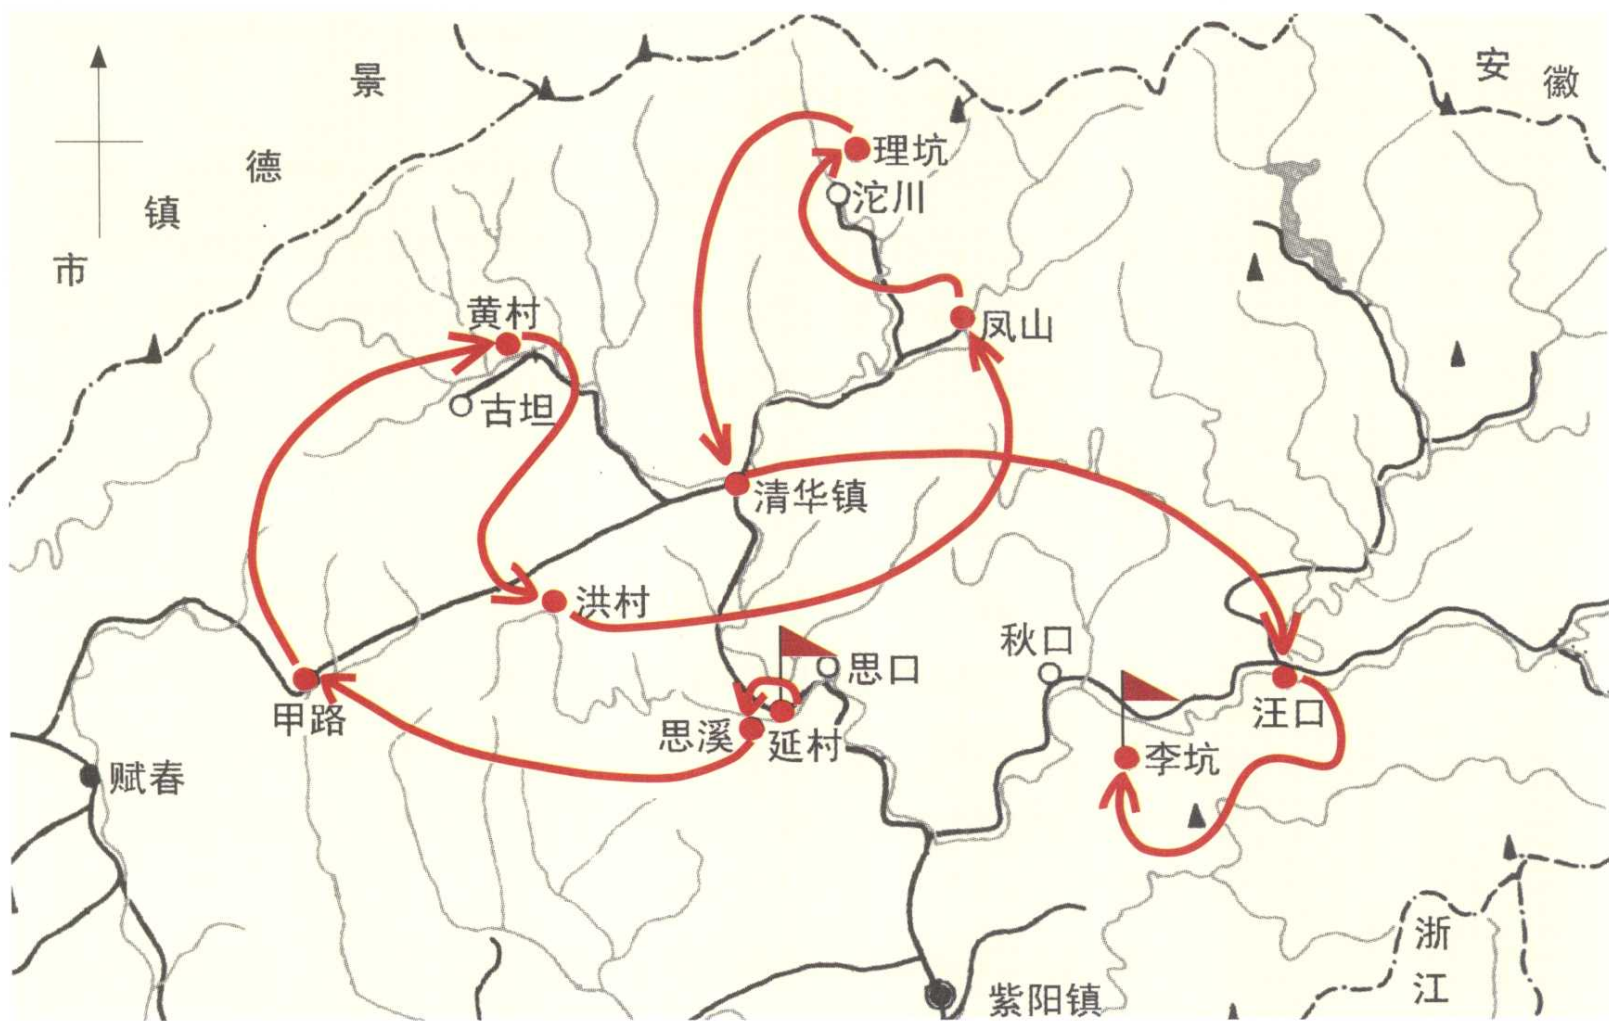 景
德
镇
市
安
徽
理坑
沱川
黄村
凤山
古坦
清华镇
洪村
秋口
思口
甲路
思溪
延村
汪口
李坑
赋春
浙
江
紫阳镇